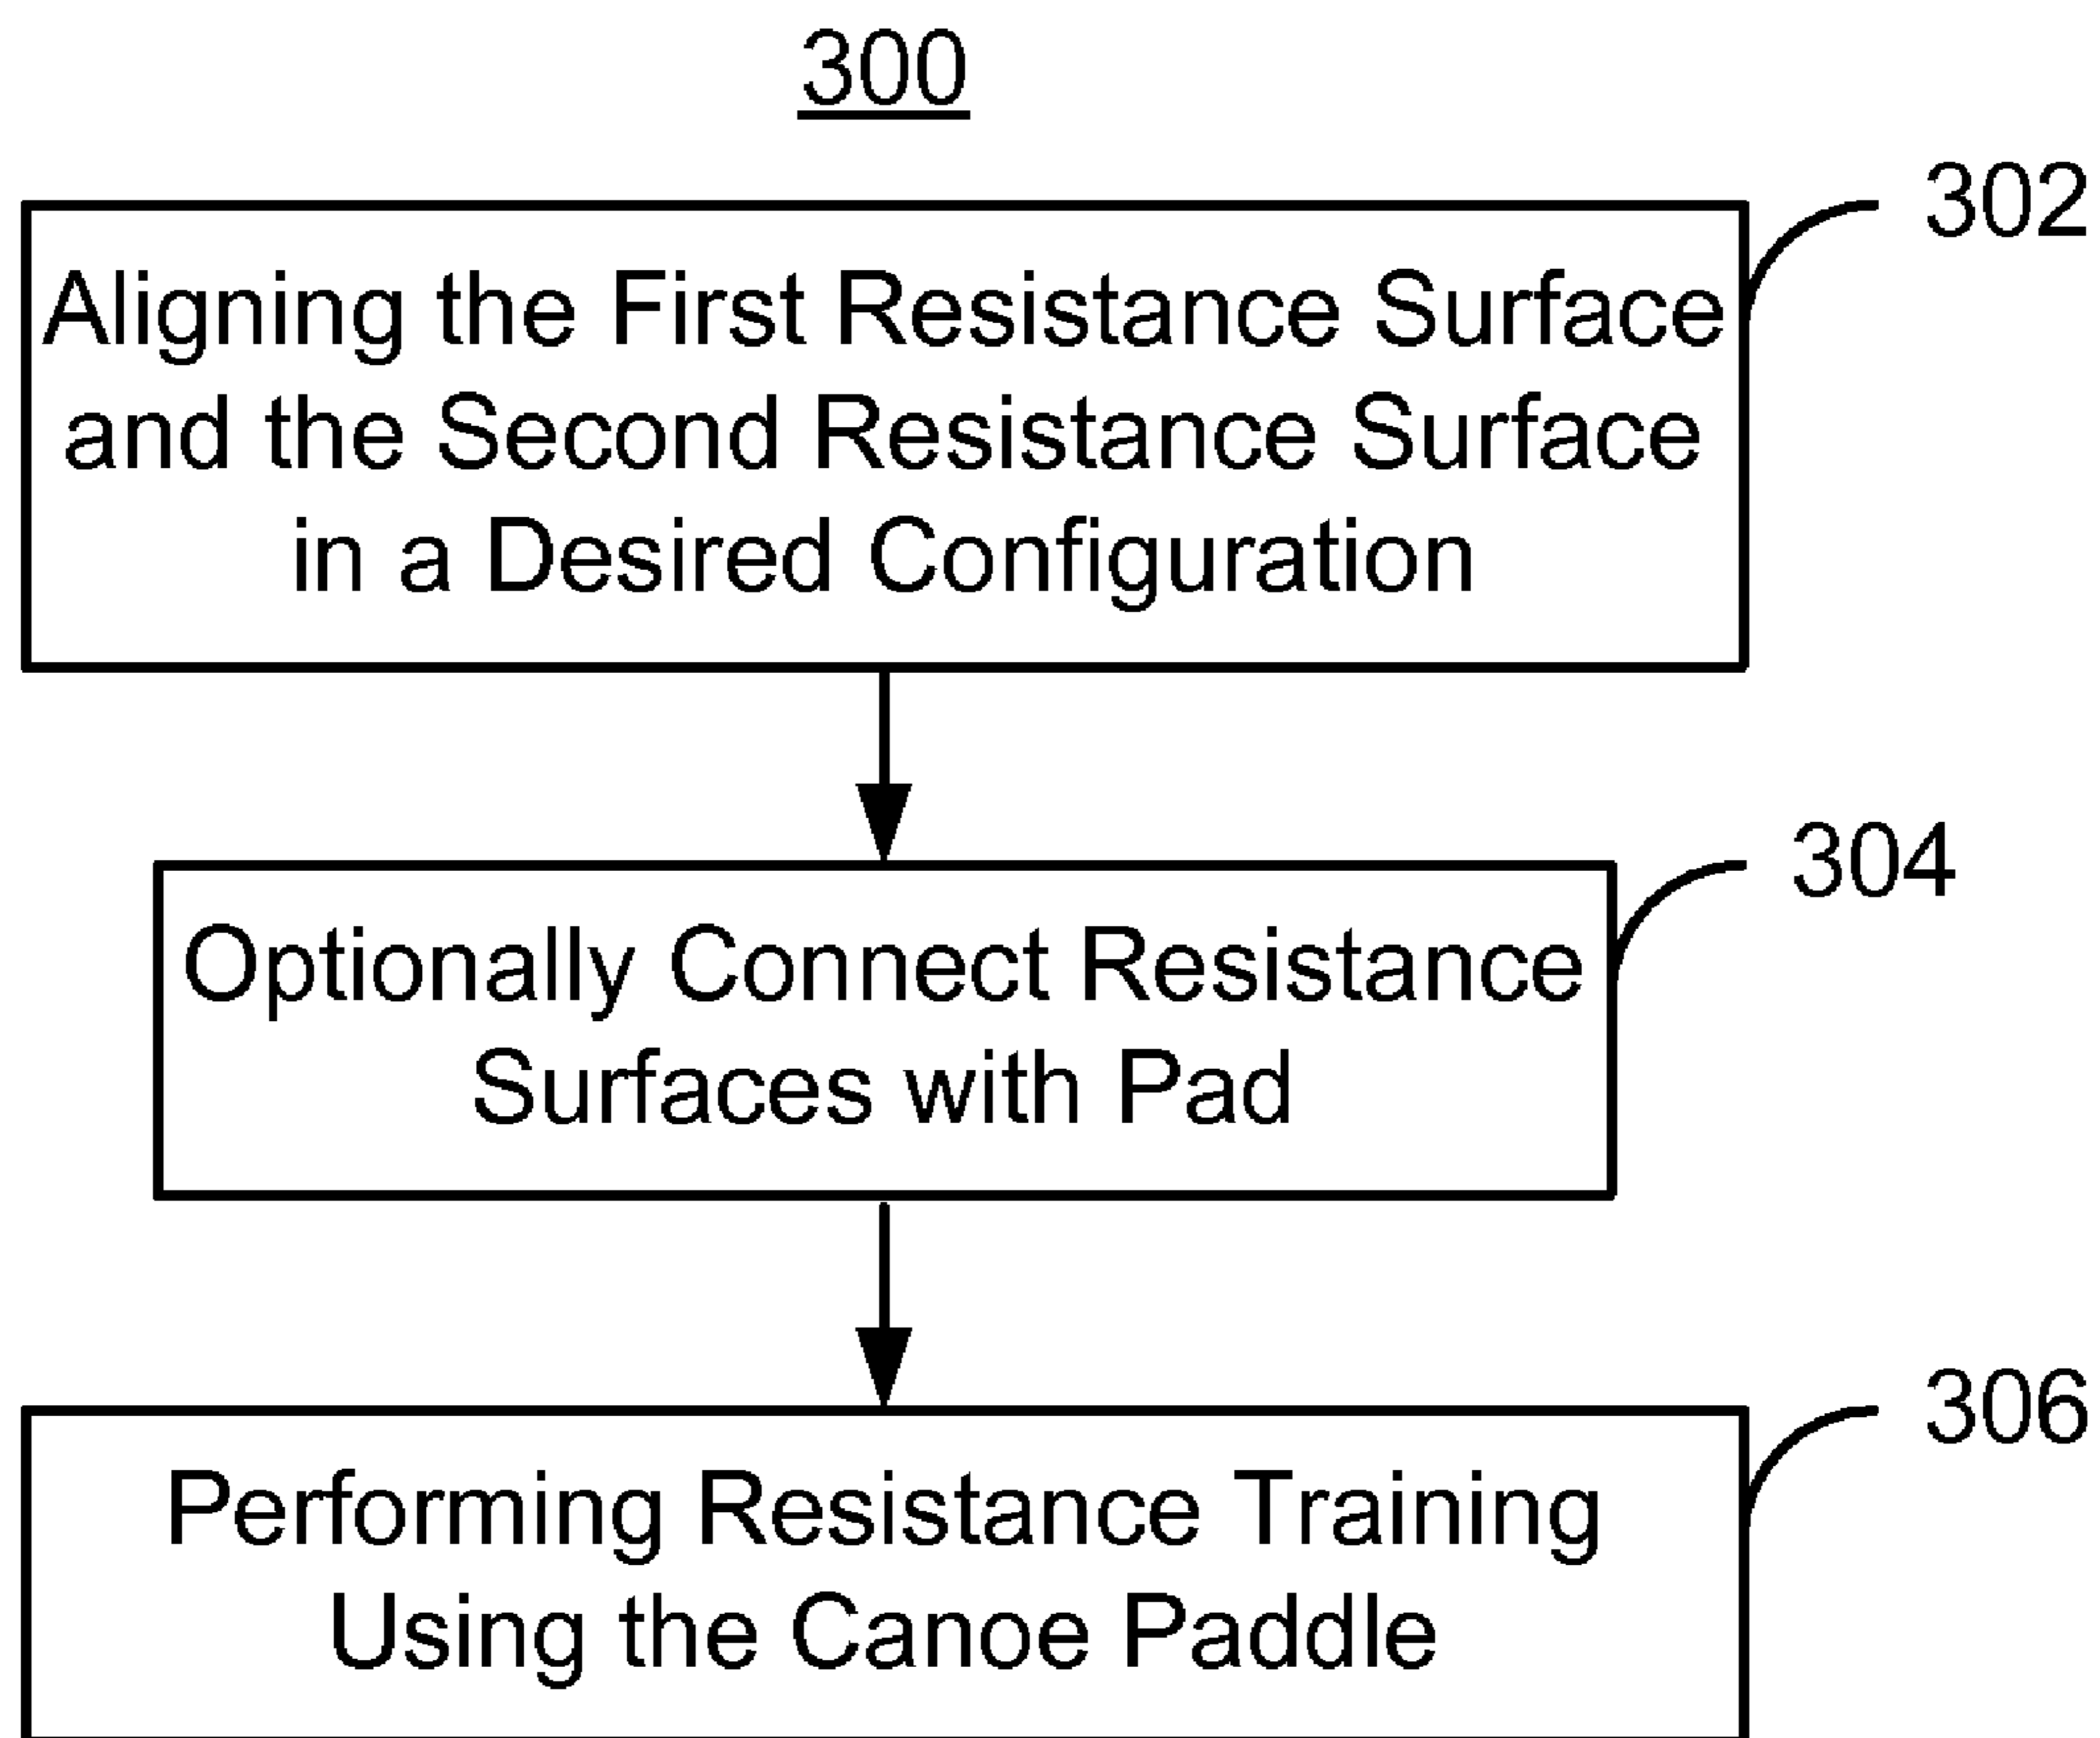 300
302
Aligning the First Resistance Surface
and the Second Resistance Surface
in a Desired Configuration
304
Optionally Connect Resistance
Surfaces with Pad
306
Performing Resistance Training
Using the Canoe Paddle